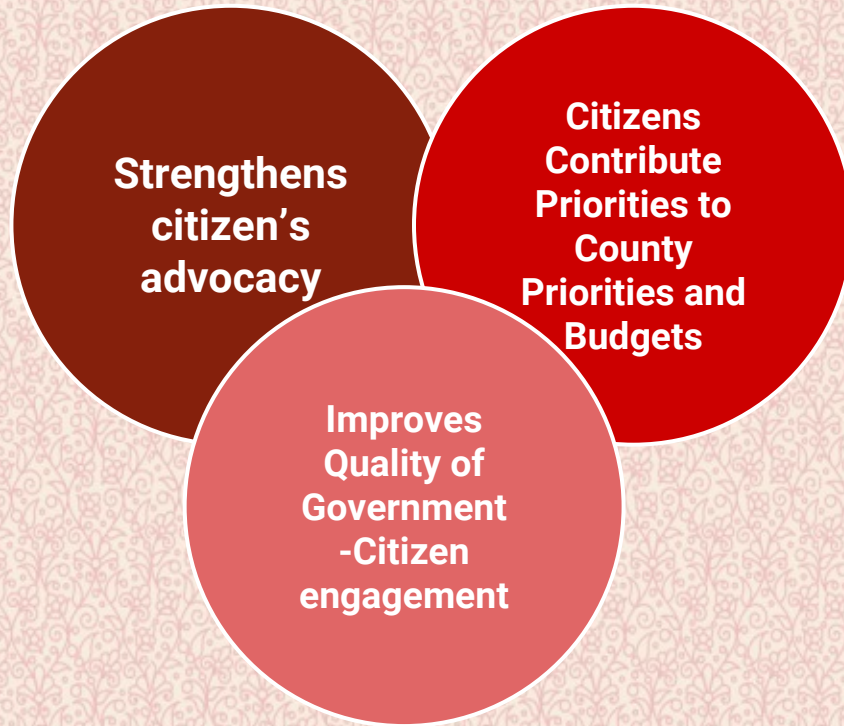 Strengthens
citizen’s
advocacy
Citizens
Contribute
Priorities to
County
Priorities and
Budgets
Improves
Quality of
Government
-Citizen
engagement